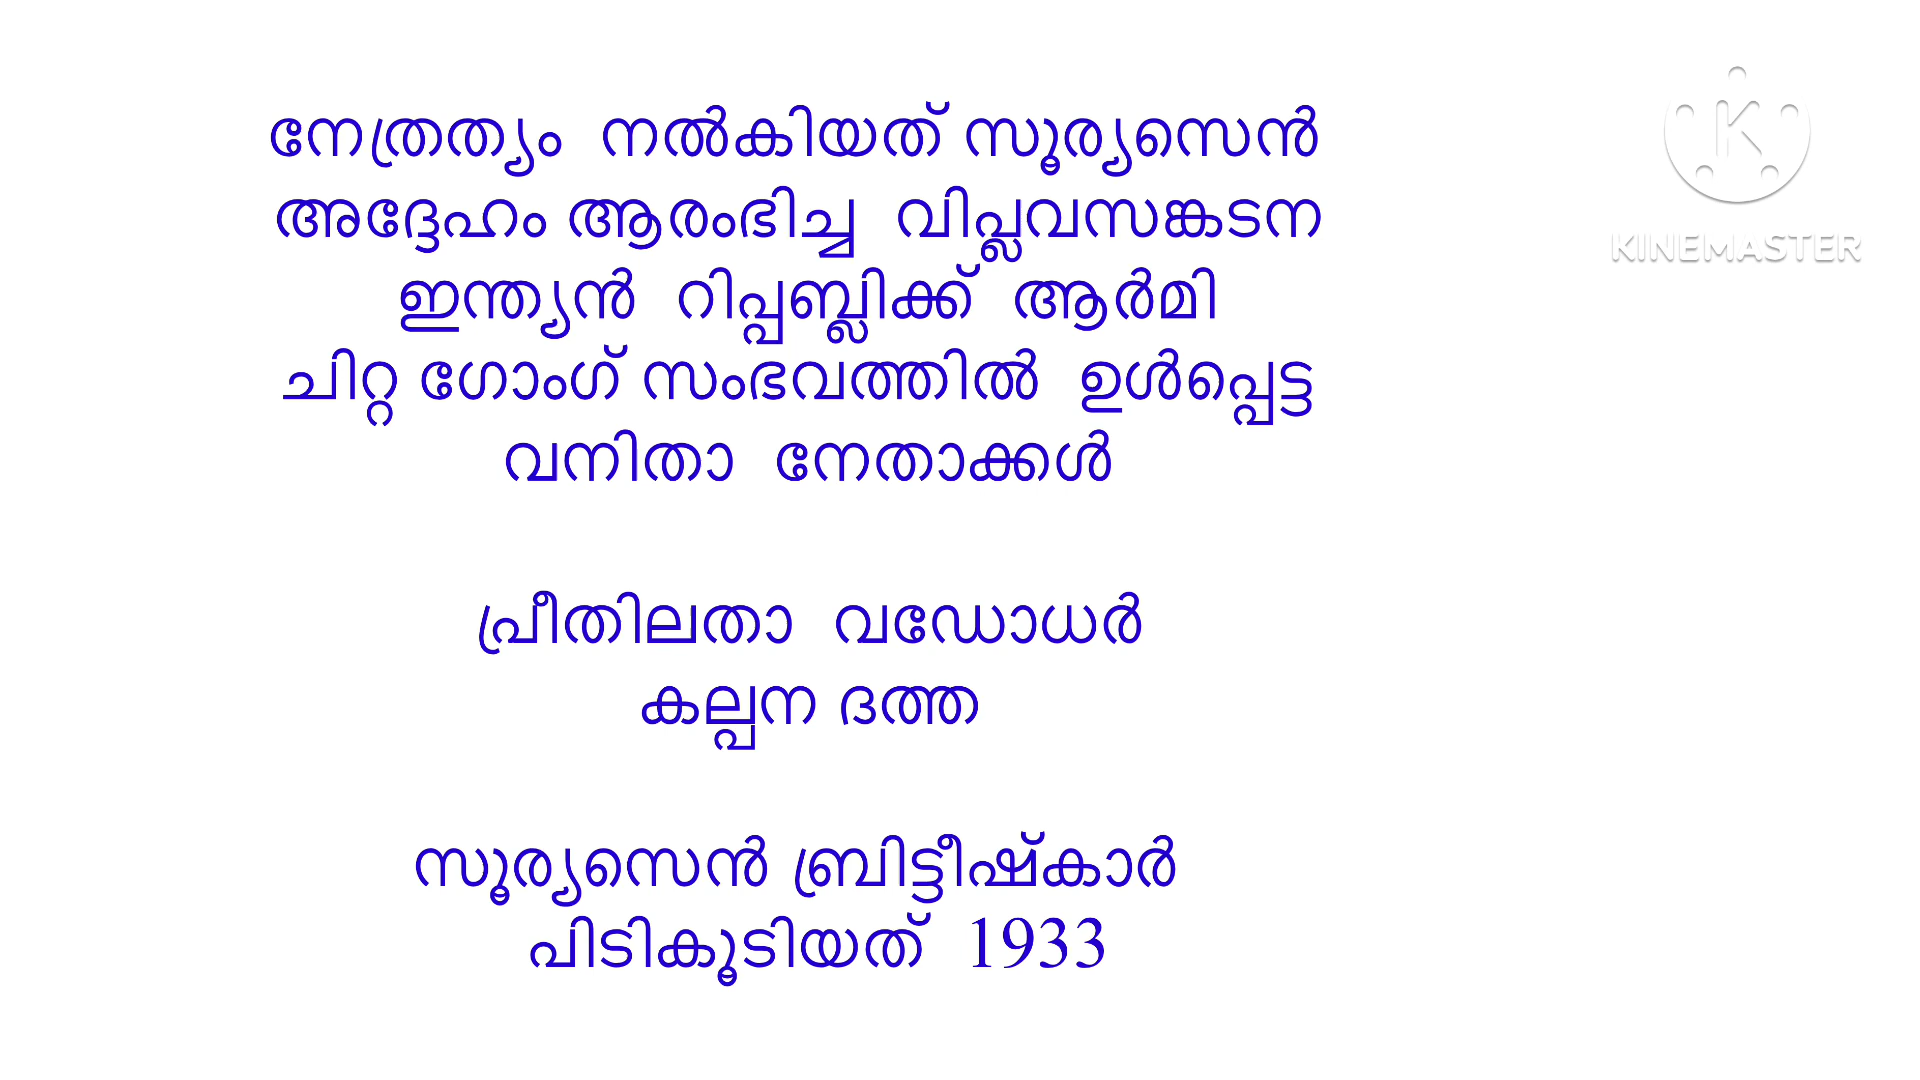 നേത്രത്യം നൽകിയത് സൂര്യസെൻ
അദ്ദേഹം ആരംഭിച്ച വിപ്ലവസങ്കടന
ഇന്ത്യൻ റിപ്പബ്ലിക്ക് ആർമി
ചിറ്റ ഗോംഗ് സംഭവത്തിൽ ഉൾപ്പെട്ട
വനിതാ നേതാക്കൾ
പ്രീതിലതാ വഡോധർ
കല്പന ദത്ത
സൂര്യസെൻ ബ്രിട്ടീഷ്കാർ
പിടികൂടിയത് 1933
KINEMASTER